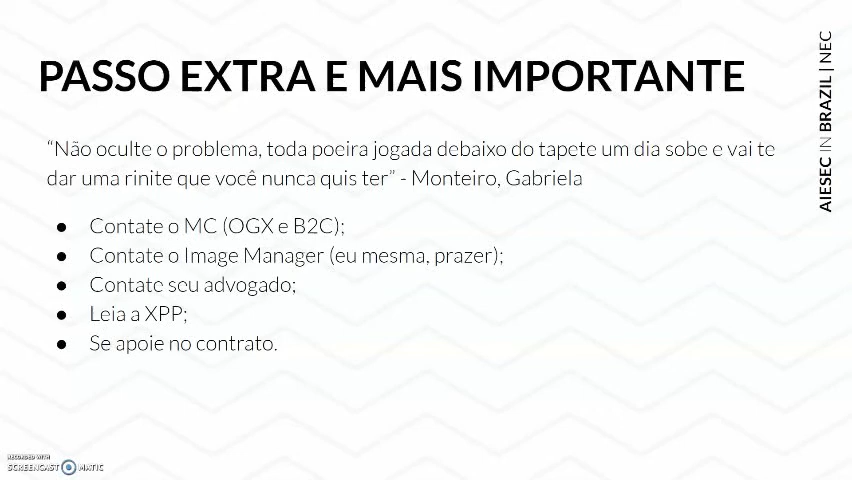 PASSO EXTRA E MAIS IMPORTANTE
“Não oculte o problema, toda poeira jogada debaixo do tapete um dia sobe e vai te
dar uma rinite que você nunca quis ter” - Monteiro, Gabriela
● Contate o MC (OGX e B2C);
● Contate o Image Manager (eu mesma, prazer);
● Contate seu advogado;
● Leia a XPP;
● Se apoie no contrato.
AIESEC IN BRAZIL | NEC
RECORDED WITH
SCREENCAST MATIC